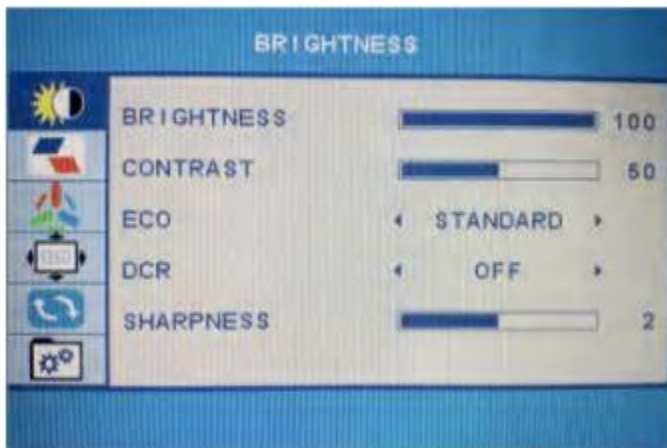 BRIGHTNESS
BRIGHTNESS 100
CONTRAST 50
ECO STANDARD
DCR OFF
SHARPNESS 2